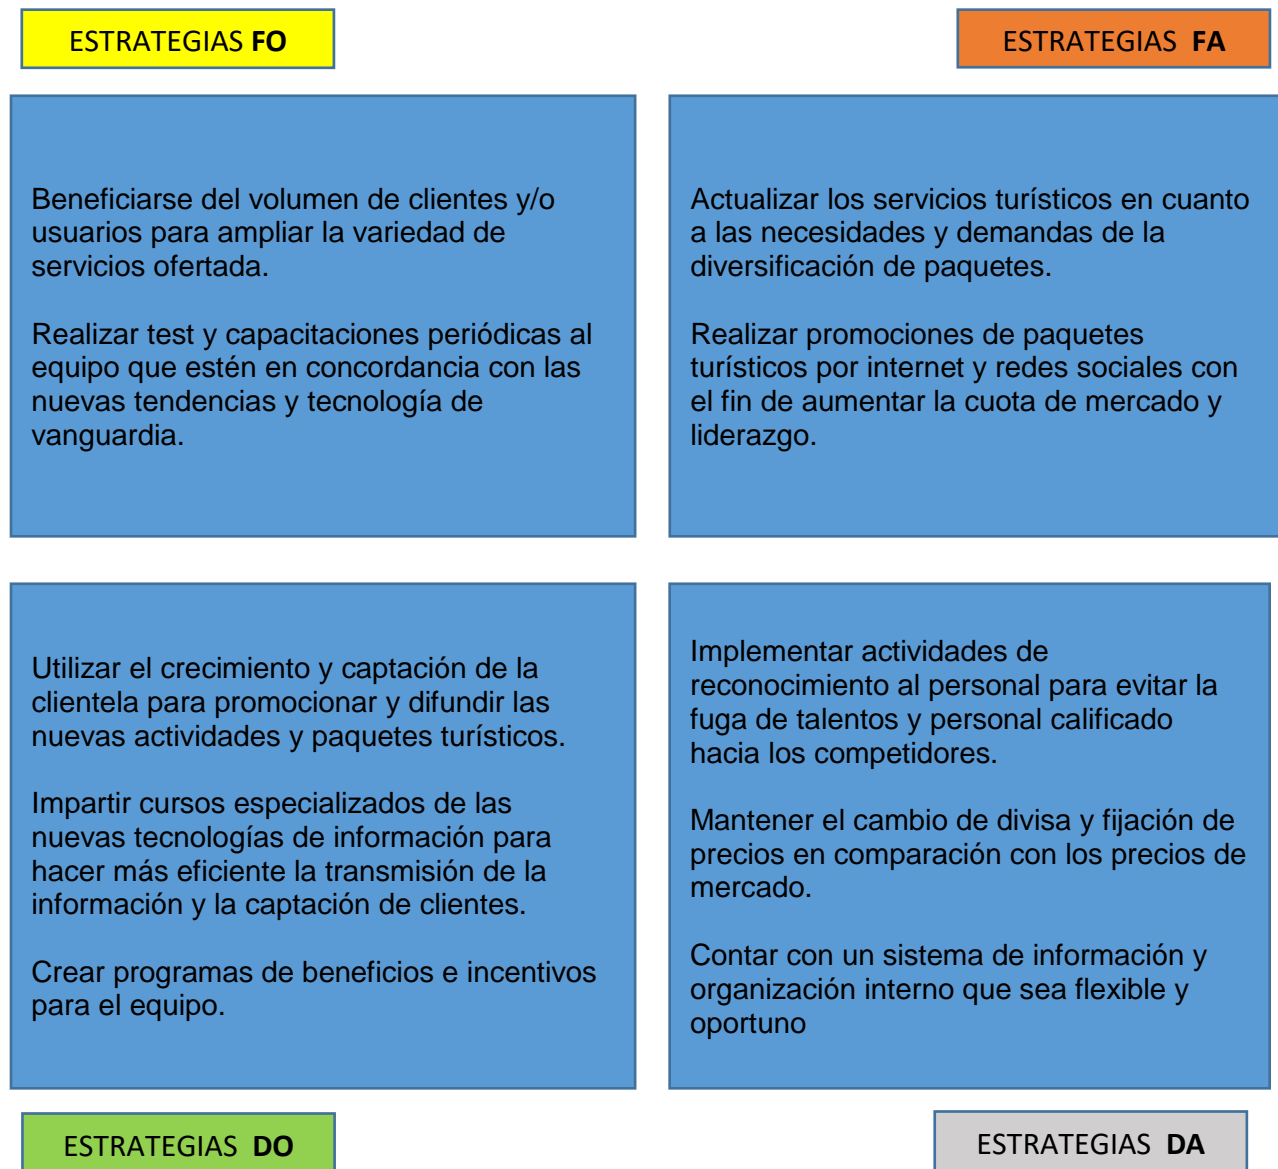 ESTRATEGIAS FO
ESTRATEGIAS FA
Beneficiarse del volumen de clientes y/o
usuarios para ampliar la variedad de
servicios ofertada.
Realizar test y capacitaciones periódicas al
equipo que estén en concordancia con las
nuevas tendencias y tecnología de
vanguardia.
Actualizar los servicios turísticos en cuanto
a las necesidades y demandas de la
diversificación de paquetes.
Realizar promociones de paquetes
turísticos por internet y redes sociales con
el fin de aumentar la cuota de mercado y
liderazgo.
Utilizar el crecimiento y captación de la
clientela para promocionar y difundir las
nuevas actividades y paquetes turísticos.
Impartir cursos especializados de las
nuevas tecnologías de información para
hacer más eficiente la transmisión de la
información y la captación de clientes.
Crear programas de beneficios e incentivos
para el equipo.
Implementar actividades de
reconocimiento al personal para evitar la
fuga de talentos y personal calificado
hacia los competidores.
Mantener el cambio de divisa y fijación de
precios en comparación con los precios de
mercado.
Contar con un sistema de información y
organización interno que sea flexible y
oportuno
ESTRATEGIAS DO
ESTRATEGIAS DA